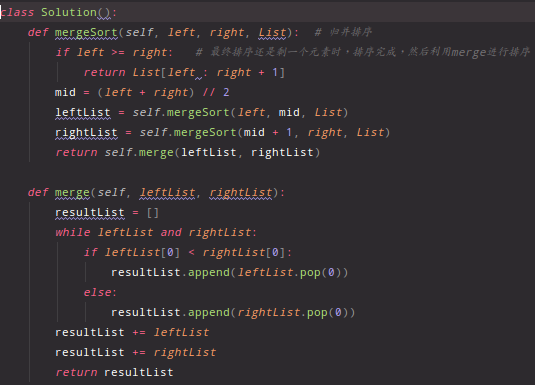 class Solution():
    def mergeSort(self, left, right, List):  # 归并排序
        if left >= right:   # 最终排序还是剩一个元素时，排序完成，然后利用merge进行排序
            return List[left : right + 1]
        mid = (left + right) // 2
        leftList = self.mergeSort(left, mid, List)
        rightList = self.mergeSort(mid + 1, right, List)
        return self.merge(leftList, rightList)

    def merge(self, leftList, rightList):
        resultList = []
        while leftList and rightList:
            if leftList[0] < rightList[0]:
                resultList.append(leftList.pop(0))
            else:
                resultList.append(rightList.pop(0))
        resultList += leftList
        resultList += rightList
        return resultList